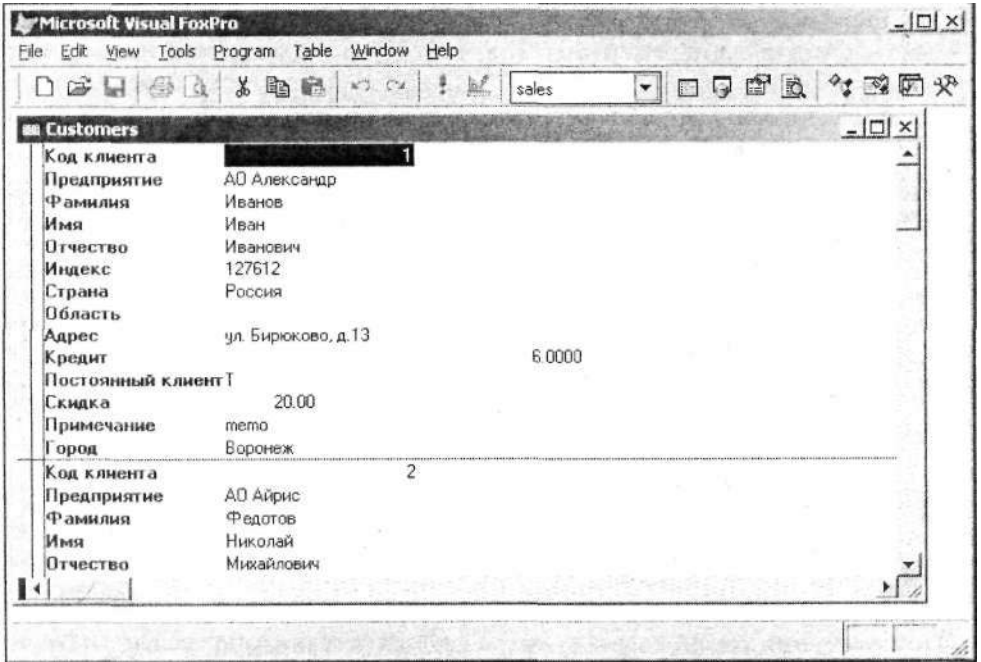 Microsoft Visual FoxPro
File Edit View Tools Program Table Window Help
sales
Customers
Код клиента 1
Предприятие АО Александр
Фамилия Иванов
Имя Иван
Отчество Иванович
Индекс 127612
Страна Россия
Область
Адрес ул. Бирюково, д.13
Кредит 6.0000
Постоянный клиент T
Скидка 20.00
Примечание memo
Город Воронеж
Код клиента 2
Предприятие АО Айрис
Фамилия Федотов
Имя Николай
Отчество Михайлович